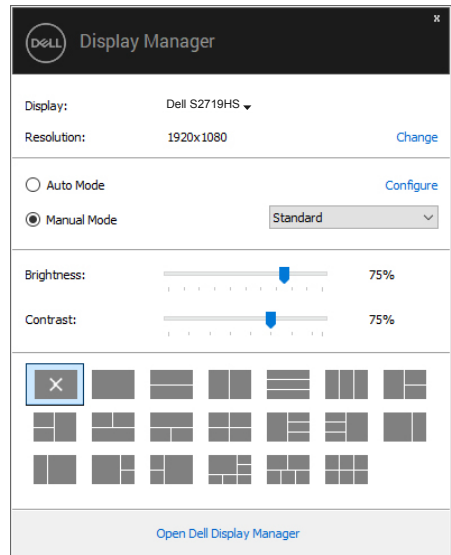 x
DELL Display Manager
Display: Dell S2719HS
Resolution: 1920x1080 Change
Auto Mode Configure
Manual Mode Standard
Brightness: 75%
Contrast: 75%
Open Dell Display Manager